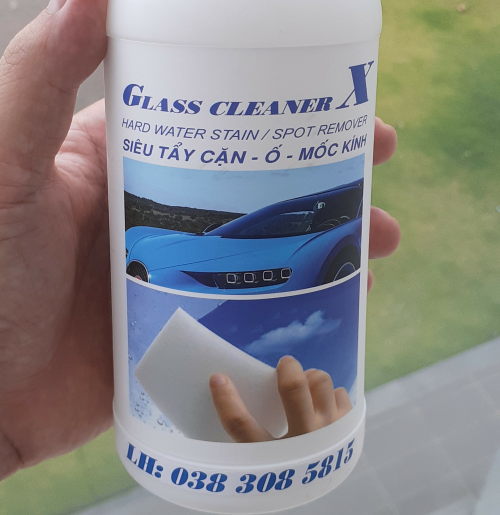 GLASS CLEANER X
HARD WATER STAIN / SPOT REMOVER
SIÊU TẨY CẶN - Ố - MỐC KÍNH
LH: 038 308 5815